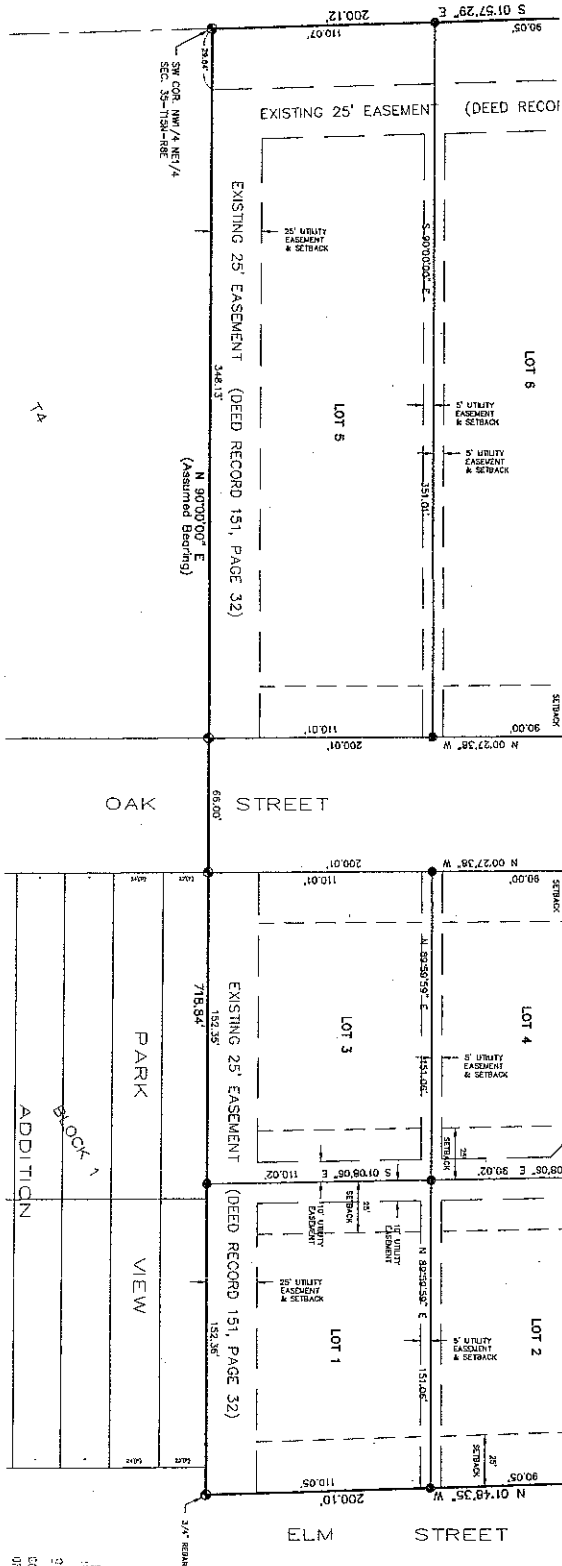 S 01°57'29" E
200.12'
110.07'
90.05'
29.64'
SW COR. NW1/4 NE1/4
SEC. 35-T15N-R8E
EXISTING 25' EASEMENT (DEED RECOR
EXISTING 25' EASEMENT (DEED RECORD 151, PAGE 32)
25' UTILITY
EASEMENT
& SETBACK
S 90°00'00" E
351.01'
LOT 6
LOT 5
5' UTILITY
EASEMENT
& SETBACK
5' UTILITY
EASEMENT
& SETBACK
348.13'
N 90°00'00" E
(Assumed Bearing)
T4
SETBACK
90.00'
110.01'
200.01'
N 00°27'38" W
66.00'
OAK STREET
N 00°27'38" W
200.01'
110.01'
90.00'
SETBACK
N 89°59'59" E
151.06'
LOT 4
LOT 3
5' UTILITY
EASEMENT
& SETBACK
EXISTING 25' EASEMENT (DEED RECORD 151, PAGE 32)
152.35'
718.84'
25'
SETBACK
110.02'
S 01°08'06" E
90.02'
08'06" E
25'
SETBACK
10' UTILITY
EASEMENT
10' UTILITY
EASEMENT
N 89°59'59" E
151.06'
25' UTILITY
EASEMENT
& SETBACK
5' UTILITY
EASEMENT
& SETBACK
LOT 1
LOT 2
152.36'
25'
SETBACK
110.05'
200.10'
90.05'
N 01°48'35" W
3/4" REBAR
ELM STREET
PARK VIEW
BLOCK 1
ADDITION